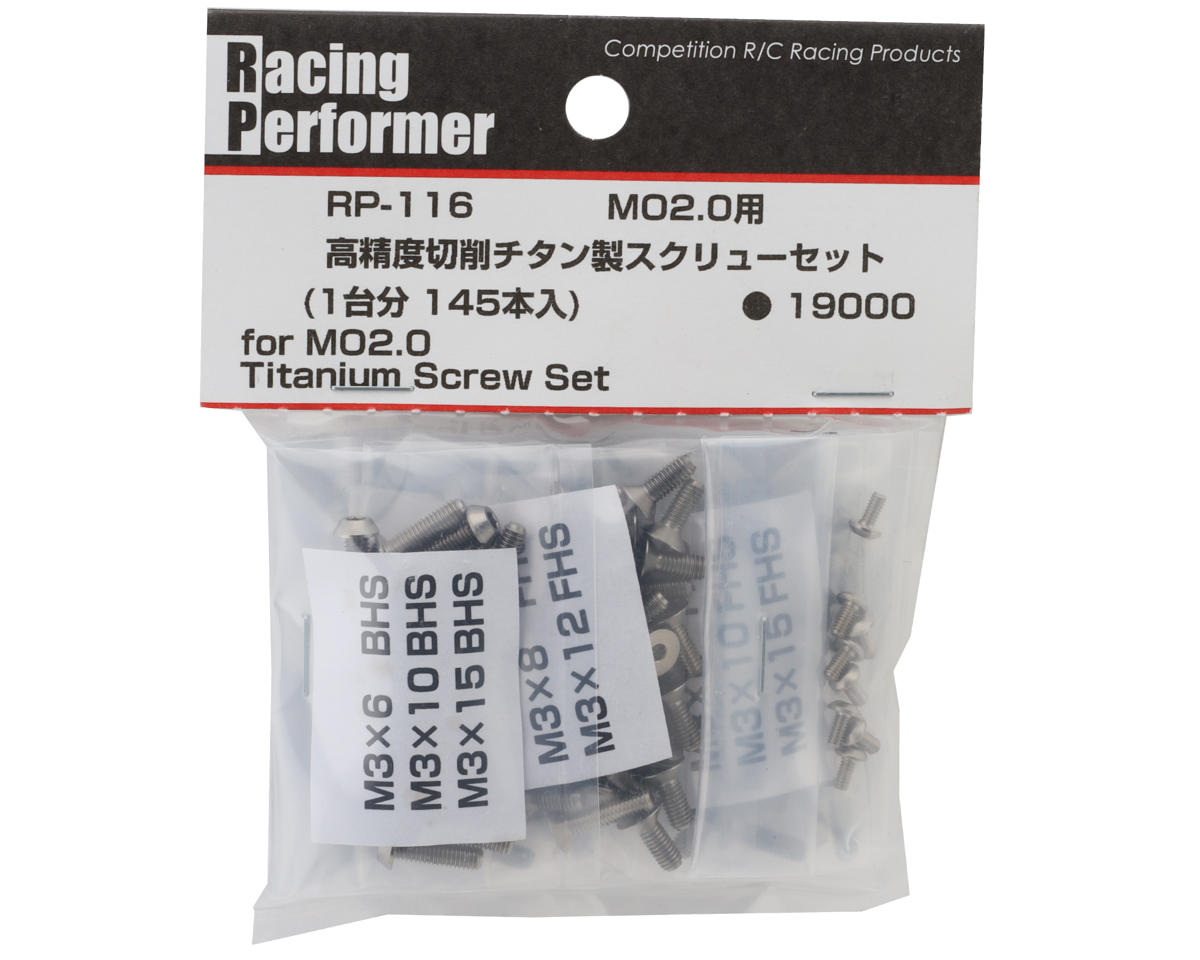 Racing
Performer
Competition R/C Racing Products
RP-116 MO2.0用
高精度切削チタン製スクリューセット
(1台分 145本入) ● 19000
for MO2.0
Titanium Screw Set
M3×6 BHS
M3×10 BHS
M3×15 BHS
M3×8
M3×12 FHS
M3×10 FHS
M3×15 FHS